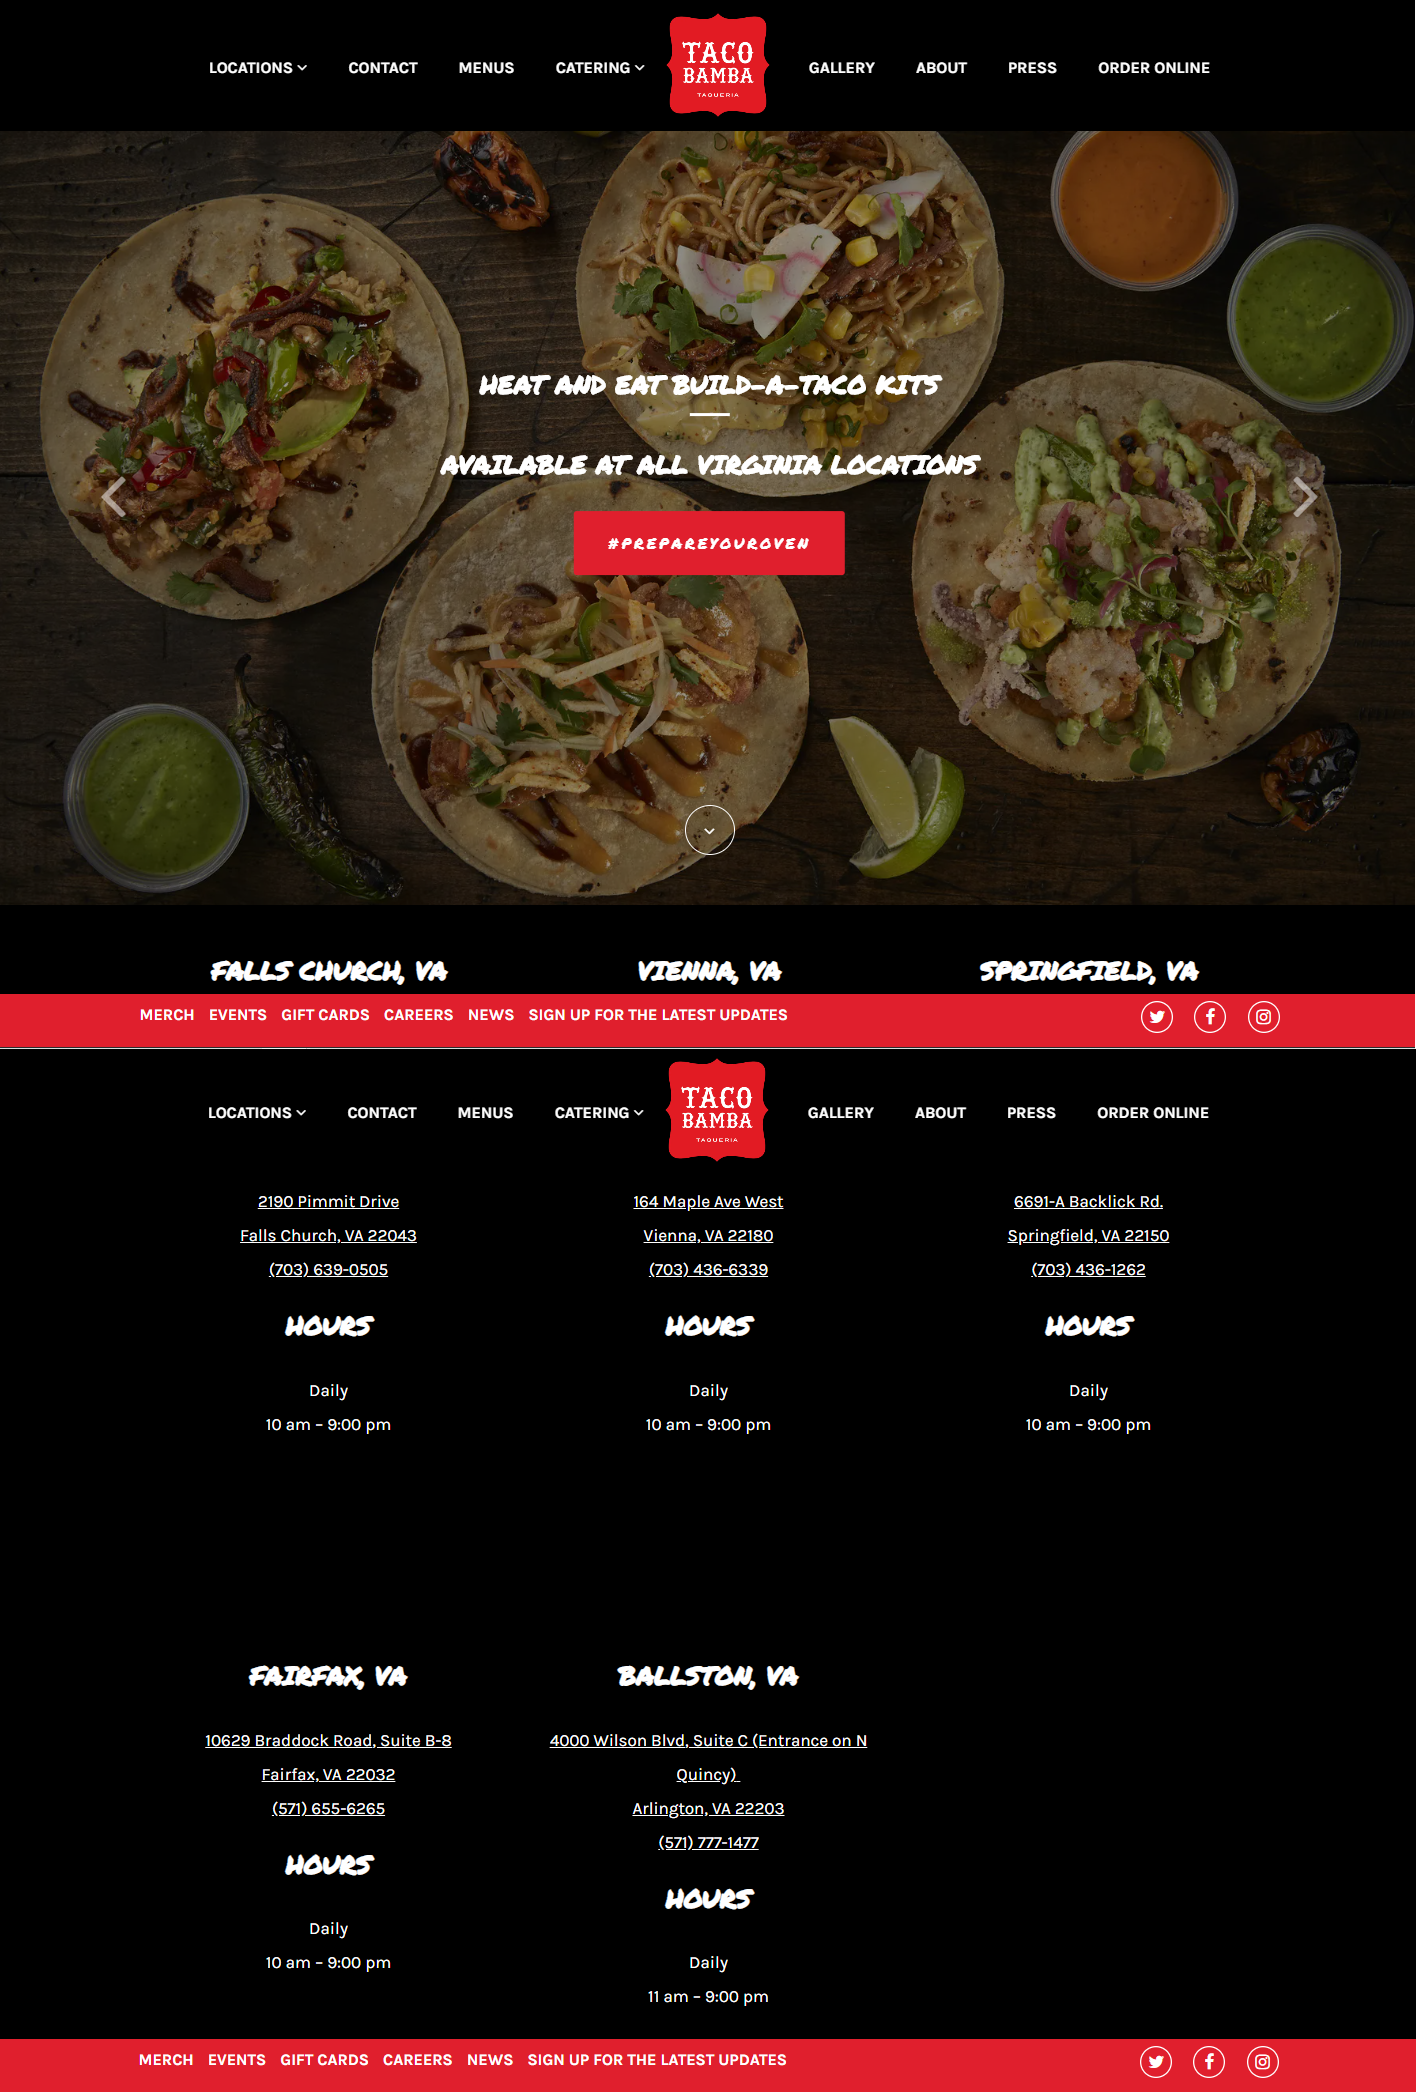 LOCATIONS CONTACT MENUS CATERING TACO BAMBA TAQUERIA GALLERY ABOUT PRESS ORDER ONLINE
HEAT AND EAT BUILD-A-TACO KITS
AVAILABLE AT ALL VIRGINIA LOCATIONS
#PREPAREYOUROVEN
FALLS CHURCH, VA VIENNA, VA SPRINGFIELD, VA
MERCH EVENTS GIFT CARDS CAREERS NEWS SIGN UP FOR THE LATEST UPDATES
LOCATIONS CONTACT MENUS CATERING TACO BAMBA TAQUERIA GALLERY ABOUT PRESS ORDER ONLINE
2190 Pimmit Drive
Falls Church, VA 22043
(703) 639-0505
HOURS
Daily
10 am – 9:00 pm
164 Maple Ave West
Vienna, VA 22180
(703) 436-6339
HOURS
Daily
10 am – 9:00 pm
6691-A Backlick Rd.
Springfield, VA 22150
(703) 436-1262
HOURS
Daily
10 am – 9:00 pm
FAIRFAX, VA
10629 Braddock Road, Suite B-8
Fairfax, VA 22032
(571) 655-6265
HOURS
Daily
10 am – 9:00 pm
BALLSTON, VA
4000 Wilson Blvd, Suite C (Entrance on N
Quincy)
Arlington, VA 22203
(571) 777-1477
HOURS
Daily
11 am – 9:00 pm
MERCH EVENTS GIFT CARDS CAREERS NEWS SIGN UP FOR THE LATEST UPDATES